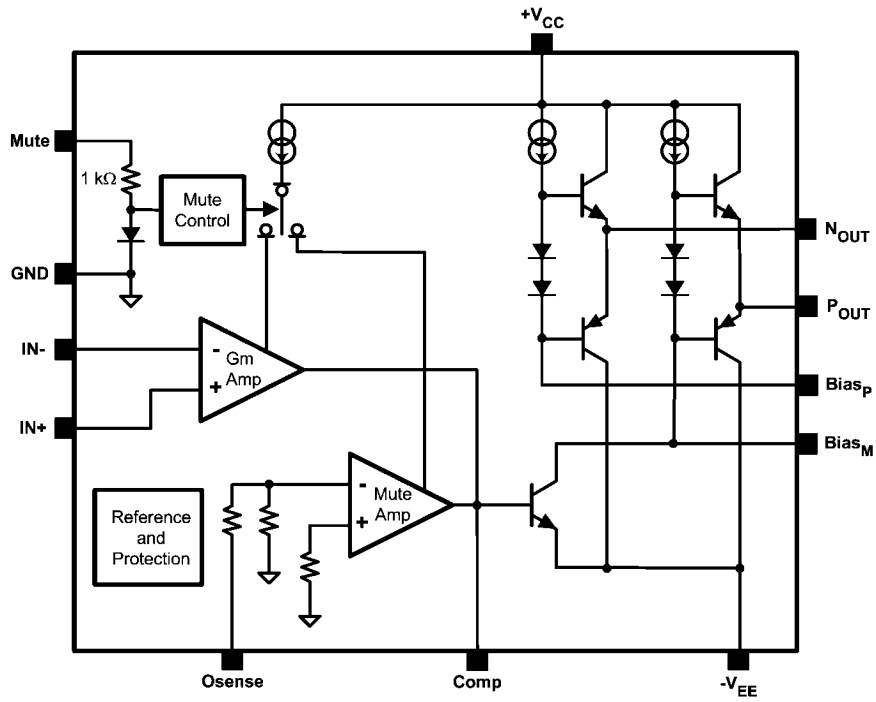 +VCC
Mute
1 kΩ
Mute
Control
GND
NOUT
POUT
IN-
-
Gm
Amp
+
IN+
BiasP
BiasM
-
Mute
Amp
+
Reference
and
Protection
Osense
Comp
-VEE